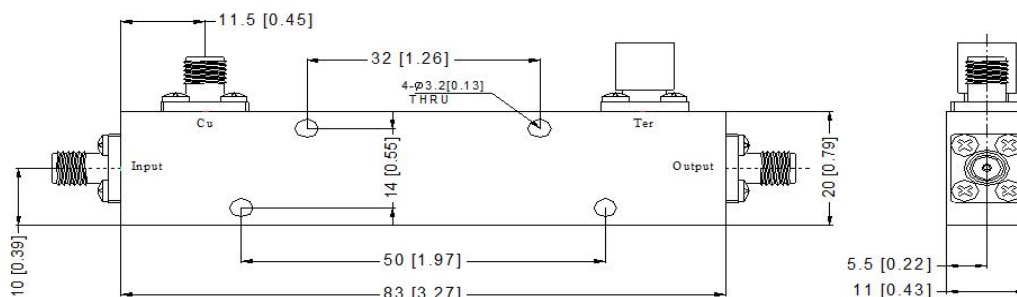 11.5 [0.45]
32 [1.26]
4-φ3.2[0.13]
THRU
Cu
Ter
Input
Output
14 [0.55]
20 [0.79]
10 [0.39]
50 [1.97]
83 [3.27]
5.5 [0.22]
11 [0.43]